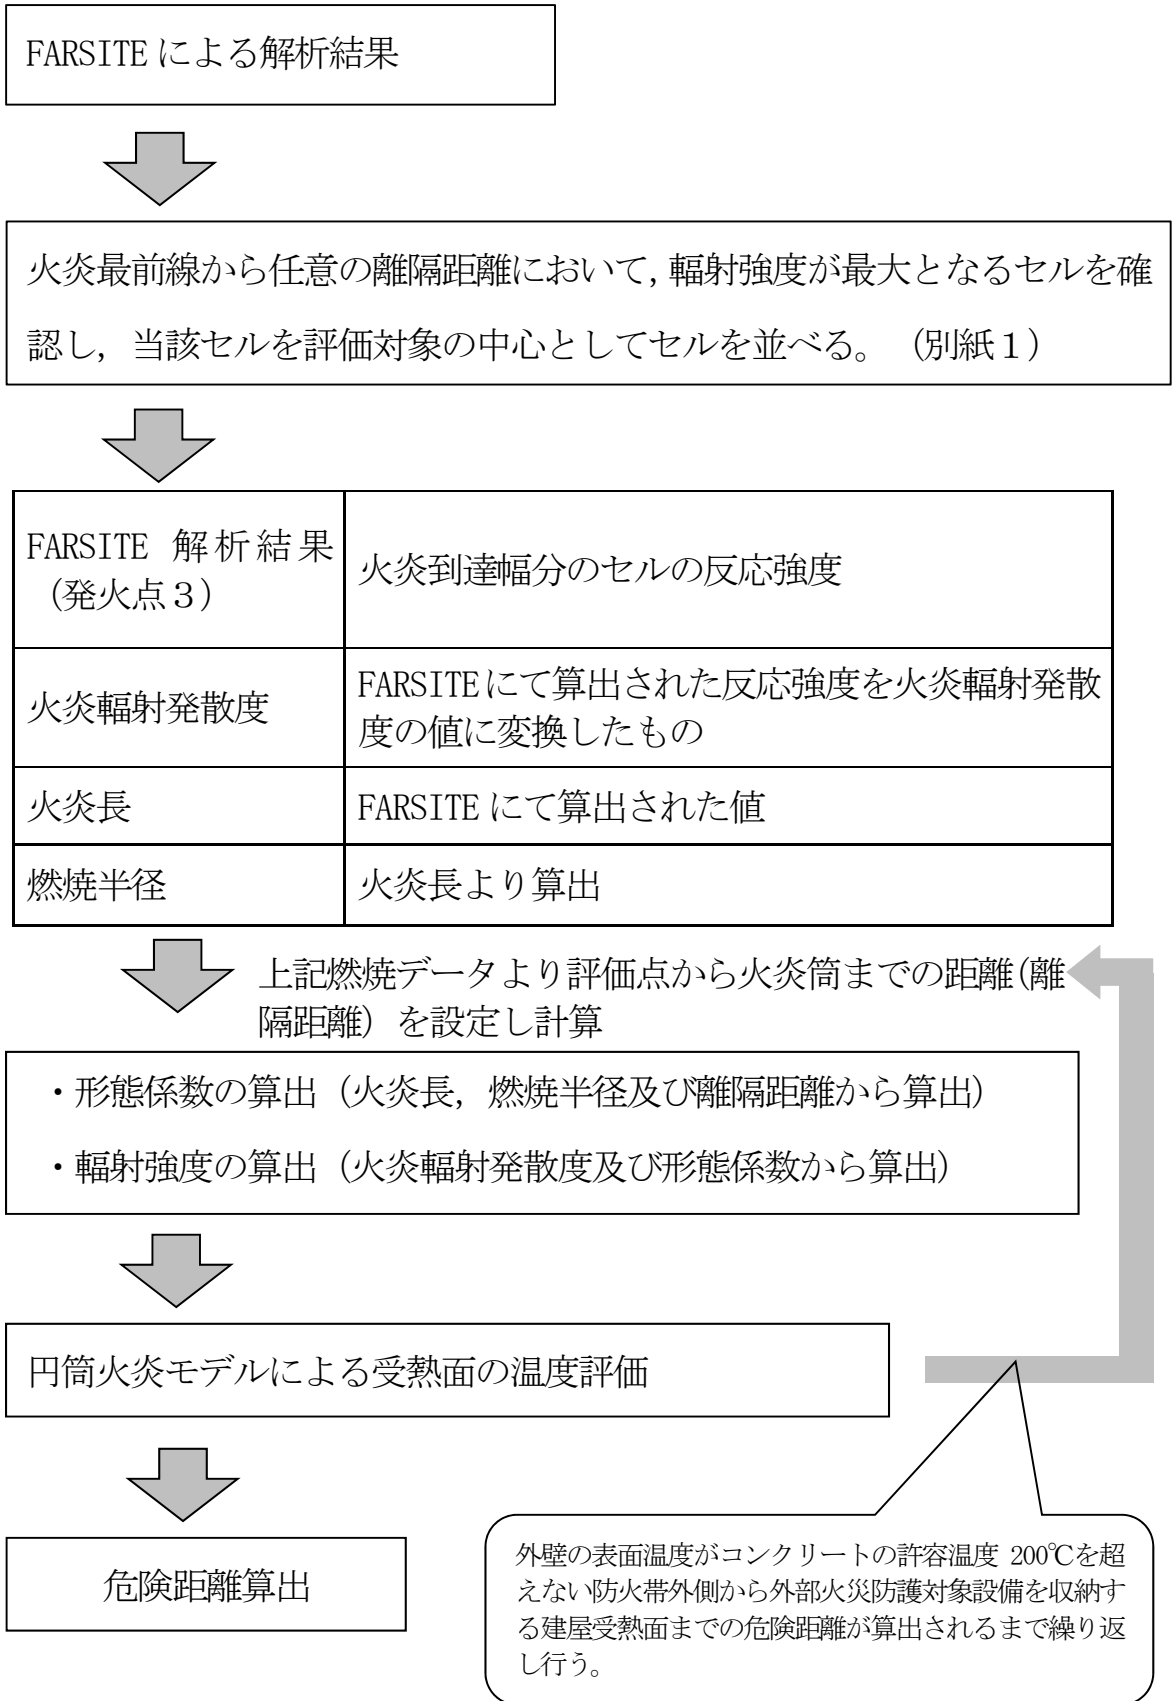 FARSITE による解析結果
火炎最前線から任意の離隔距離において，輻射強度が最大となるセルを確
認し，当該セルを評価対象の中心としてセルを並べる。（別紙１）
FARSITE 解析結果
（発火点３）
火炎到達幅分のセルの反応強度
火炎輻射発散度
FARSITEにて算出された反応強度を火炎輻射発散
度の値に変換したもの
火炎長
FARSITE にて算出された値
燃焼半径
火炎長より算出
上記燃焼データより評価点から火炎筒までの距離(離
隔距離）を設定し計算
・形態係数の算出（火炎長，燃焼半径及び離隔距離から算出）
・輻射強度の算出（火炎輻射発散度及び形態係数から算出）
円筒火炎モデルによる受熱面の温度評価
危険距離算出
外壁の表面温度がコンクリートの許容温度 200℃を超
えない防火帯外側から外部火災防護対象設備を収納す
る建屋受熱面までの危険距離が算出されるまで繰り返
し行う。